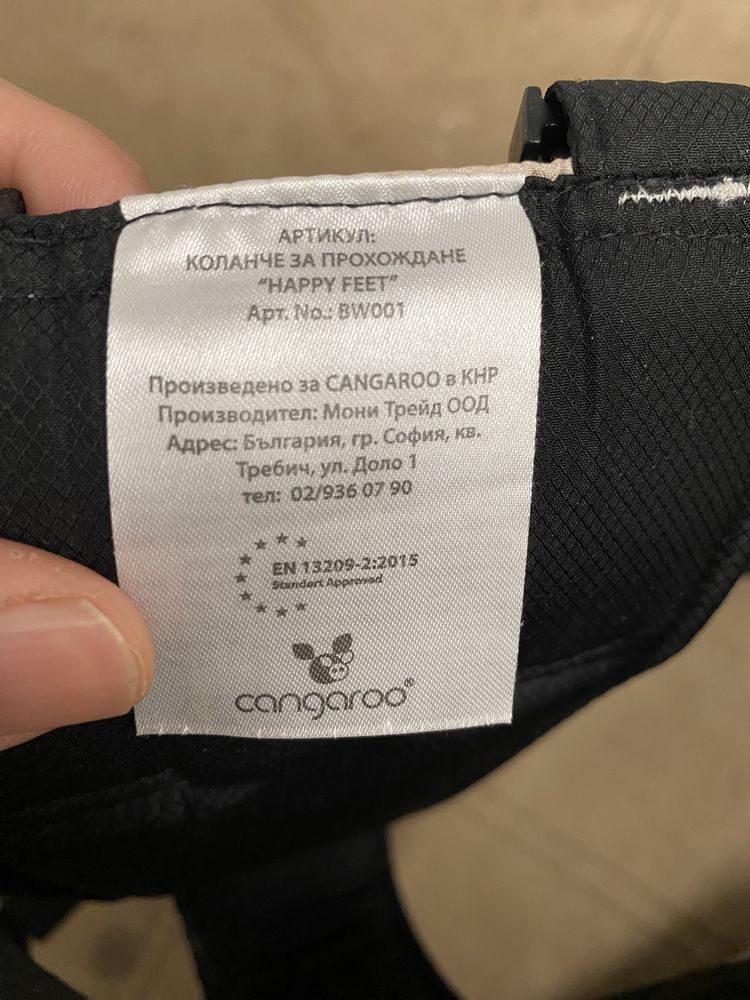 АРТИКУЛ:
КОЛАНЧЕ ЗА ПРОХОЖДАНЕ
“HAPPY FEET”
Арт. No.: BW001
Произведено за CANGAROO в КНР
Производител: Мони Трейд ООД
Адрес: България, гр. София, кв.
Требич, ул. Доло 1
тел: 02/936 07 90
EN 13209-2:2015
Standart Approved
cangaroo®